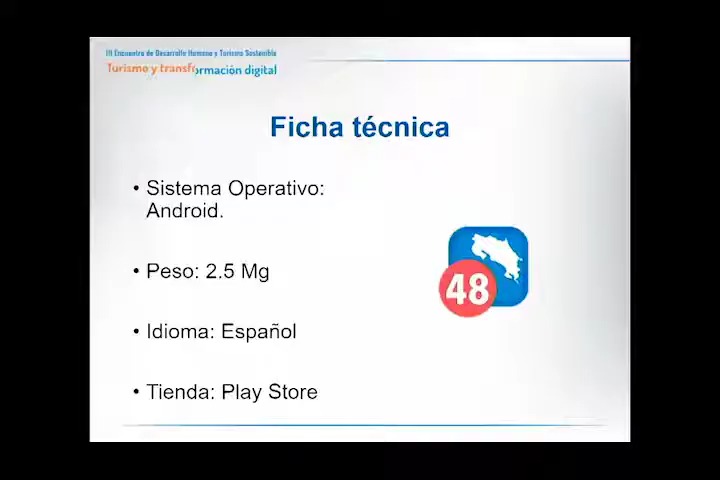 III Encuentro de Desarrollo Humano y Turismo Sostenible
Turismo y transformación digital
Ficha técnica
• Sistema Operativo:
Android.
• Peso: 2.5 Mg
48
• Idioma: Español
• Tienda: Play Store